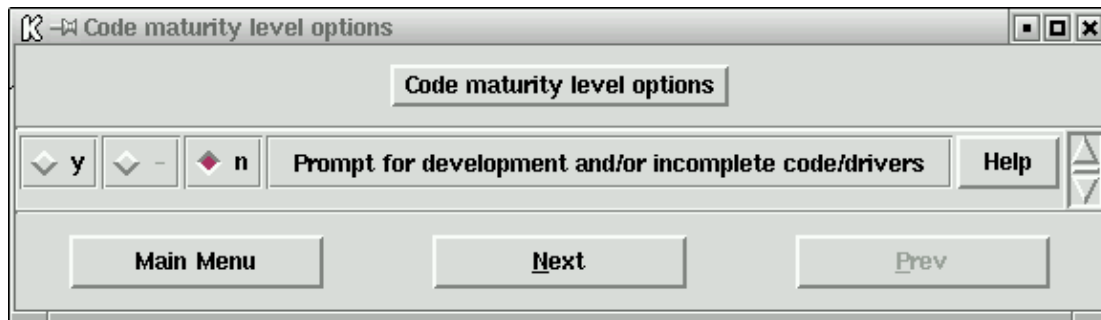 Code maturity level options
Code maturity level options
y - n Prompt for development and/or incomplete code/drivers Help
Main Menu Next Prev